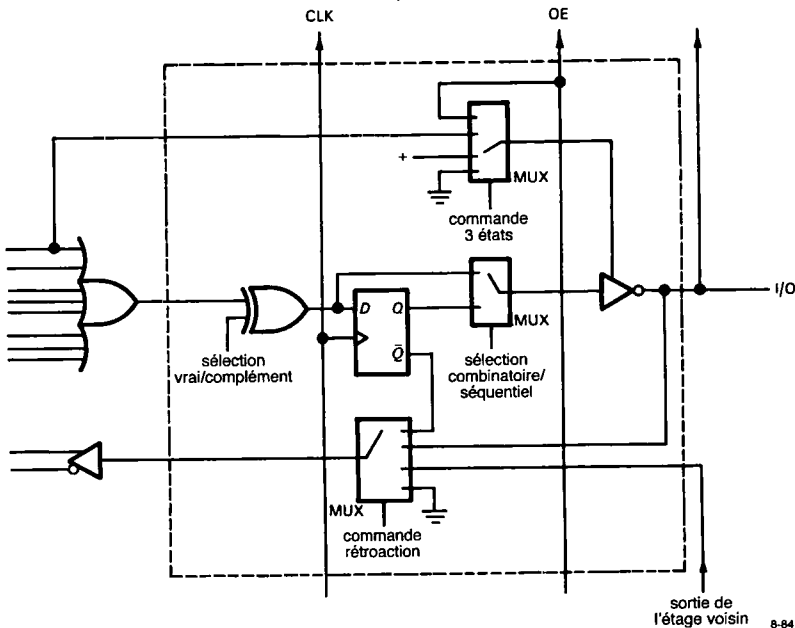 CLK
OE
+
MUX
commande
3 états
I/O
D
Q
Q̅
MUX
sélection
vrai/complément
sélection
combinatoire/
séquentiel
MUX
commande
rétroaction
sortie de
l'étage voisin
8-84